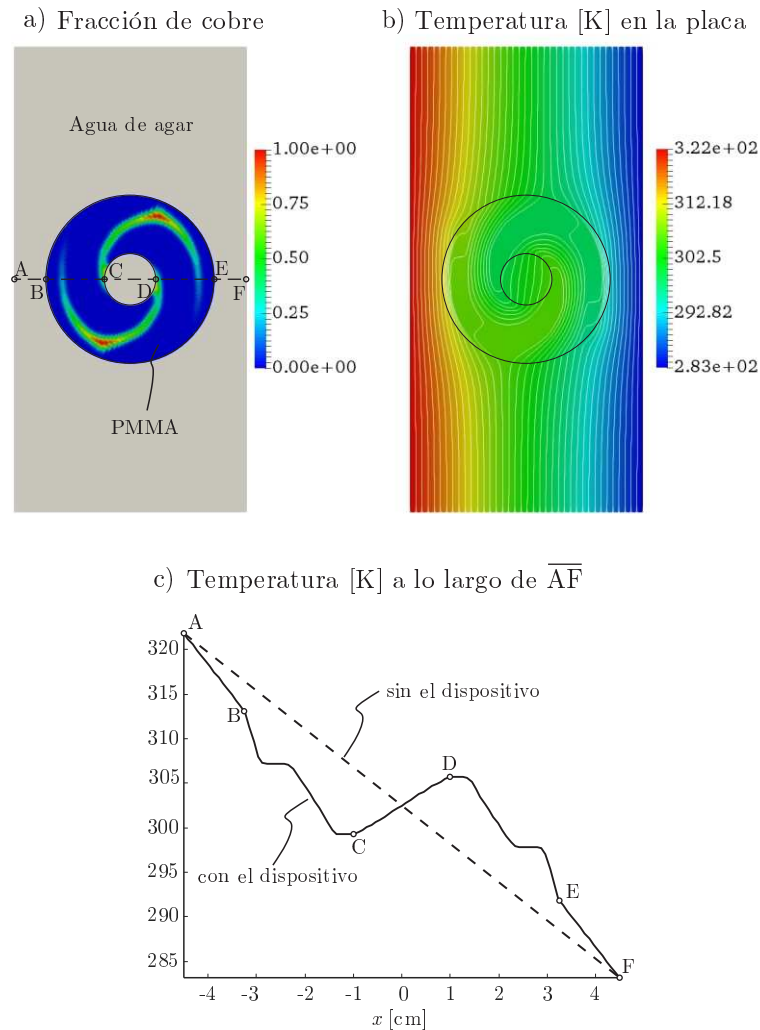 a) Fracción de cobre
Agua de agar
A
B
C
D
E
F
PMMA
1.00e+00
0.75
0.50
0.25
0.00e+00
b) Temperatura [K] en la placa
3.22e+02
312.18
302.5
292.82
2.83e+02
c) Temperatura [K] a lo largo de AF
320
315
310
305
300
295
290
285
A
B
C
D
E
F
sin el dispositivo
con el dispositivo
-4 -3 -2 -1 0 1 2 3 4
x [cm]